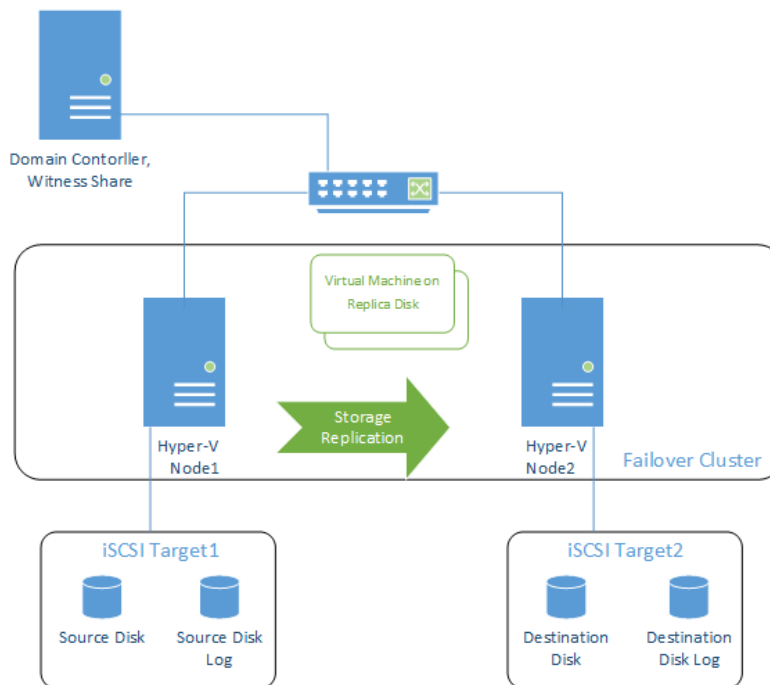 Domain Contorller,
Witness Share
Virtual Machine on
Replica Disk
Storage
Replication
Hyper-V
Node1
Hyper-V
Node2
Failover Cluster
iSCSI Target1
Source Disk
Source Disk
Log
iSCSI Target2
Destination
Disk
Destination
Disk Log